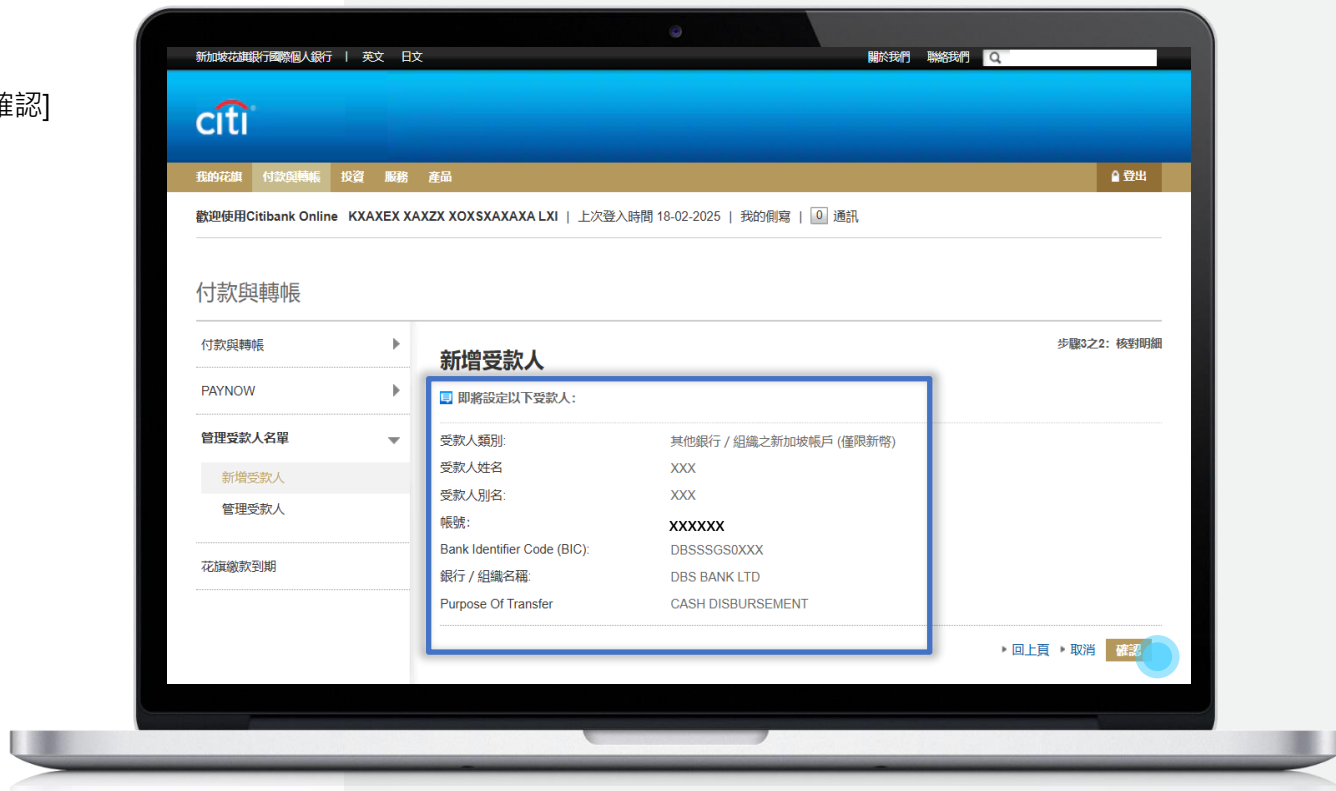 確認]
新加坡花旗銀行國際個人銀行 | 英文 日文 關於我們 聯絡我們
citi
我的花旗 付款與轉帳 投資 服務 產品 登出
歡迎使用Citibank Online KXAXEX XAXZX XOXSXAXAXA LXI | 上次登入時間 18-02-2025 | 我的側寫 | 0 通訊
付款與轉帳
付款與轉帳
PAYNOW
管理受款人名單
新增受款人
管理受款人
花旗繳款到期
新增受款人 步驟3之2: 核對明細
即將設定以下受款人:
受款人類別: 其他銀行 / 組織之新加坡帳戶 (僅限新幣)
受款人姓名 XXX
受款人別名: XXX
帳號: XXXXXX
Bank Identifier Code (BIC): DBSSSGS0XXX
銀行 / 組織名稱: DBS BANK LTD
Purpose Of Transfer CASH DISBURSEMENT
回上頁 取消 確認